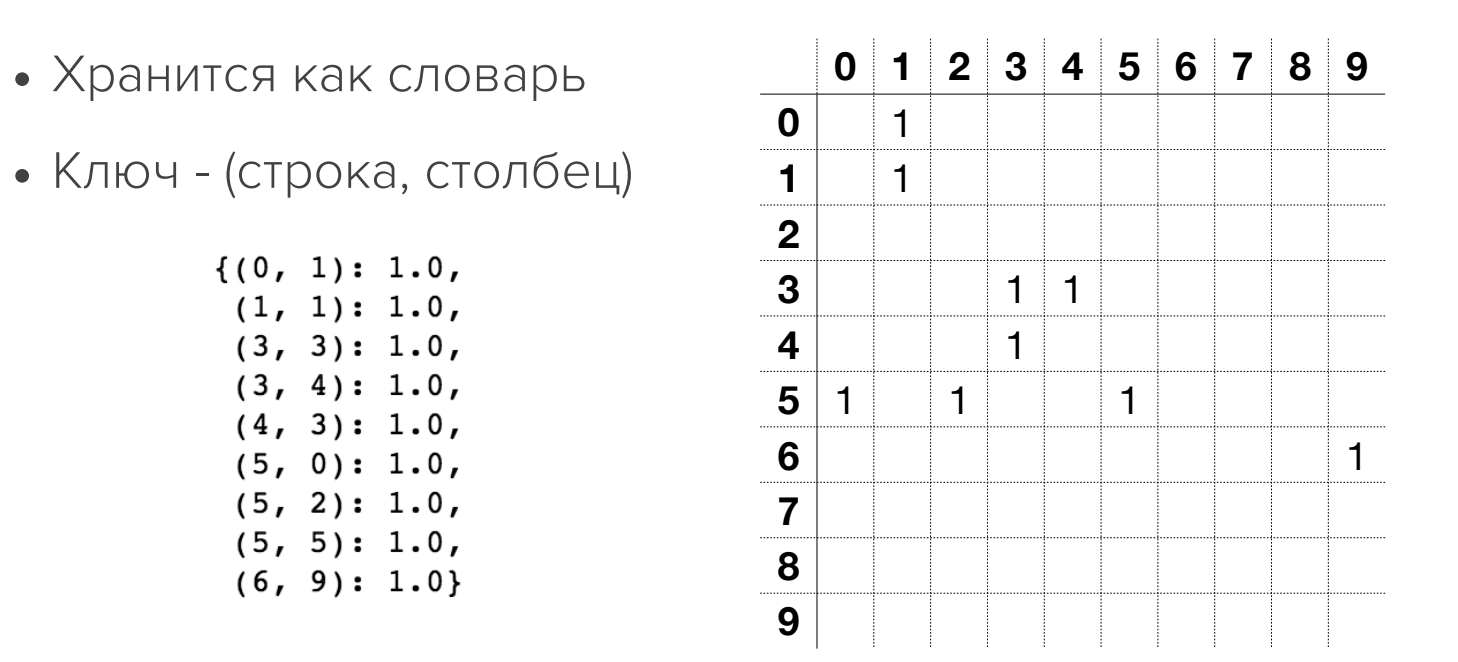 • Хранится как словарь
• Ключ - (строка, столбец)
{(0, 1): 1.0,
(1, 1): 1.0,
(3, 3): 1.0,
(3, 4): 1.0,
(4, 3): 1.0,
(5, 0): 1.0,
(5, 2): 1.0,
(5, 5): 1.0,
(6, 9): 1.0}
0 1 2 3 4 5 6 7 8 9
0 1
1 1
2
3 1 1
4 1
5 1 1 1
6 1
7
8
9